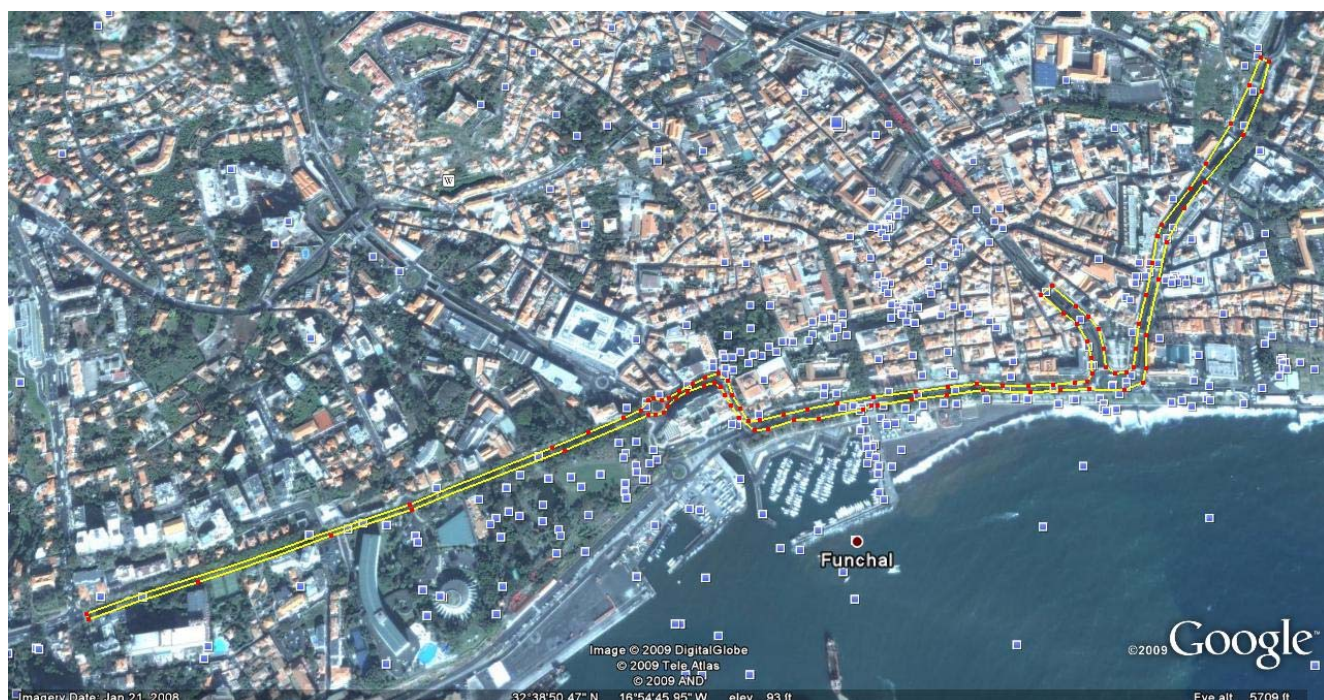 W
Funchal
Image © 2009 DigitalGlobe
© 2009 Tele Atlas
© 2009 AND
©2009 Google™
Imagery Date: Jan 21, 2008
32°38'50.47" N 16°54'45.95" W elev 93 ft
Eye alt 5709 ft